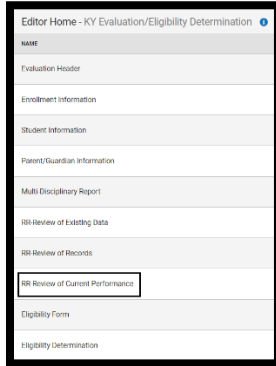 Editor Home - KY Evaluation/Eligibility Determination
NAME
Evaluation Header
Enrollment Information
Student Information
Parent/Guardian Information
Multi Disciplinary Report
RR-Review of Existing Data
RR-Review of Records
RR Review of Current Performance
Eligibility Form
Eligibility Determination